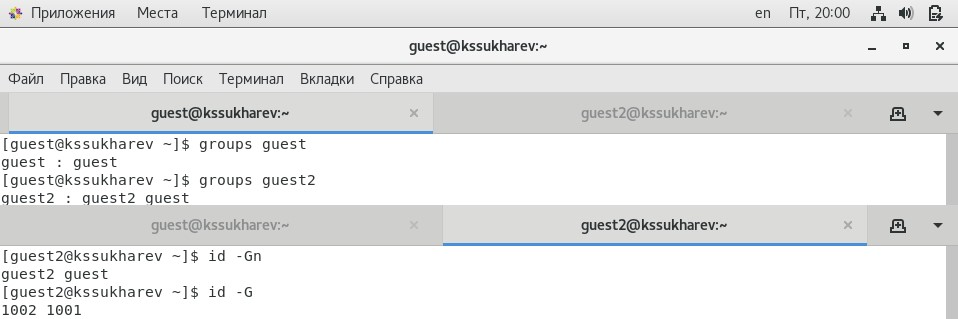 Приложения Места Терминал en Пт, 20:00
guest@kssukharev:~
Файл Правка Вид Поиск Терминал Вкладки Справка
guest@kssukharev:~ × guest2@kssukharev:~ ×
[guest@kssukharev ~]$ groups guest
guest : guest
[guest@kssukharev ~]$ groups guest2
guest2 : guest2 guest
guest@kssukharev:~ × guest2@kssukharev:~ ×
[guest2@kssukharev ~]$ id -Gn
guest2 guest
[guest2@kssukharev ~]$ id -G
1002 1001